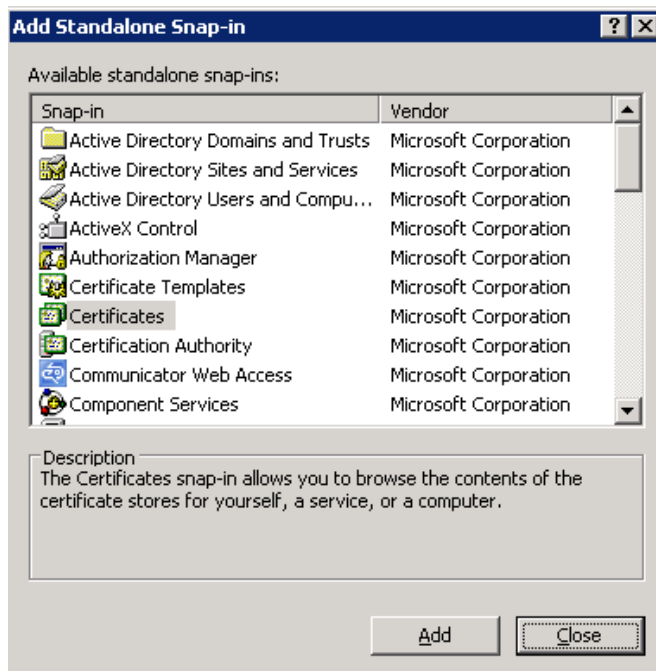 Add Standalone Snap-in
Available standalone snap-ins:
Snap-in Vendor
Active Directory Domains and Trusts Microsoft Corporation
Active Directory Sites and Services Microsoft Corporation
Active Directory Users and Compu... Microsoft Corporation
ActiveX Control Microsoft Corporation
Authorization Manager Microsoft Corporation
Certificate Templates Microsoft Corporation
Certificates Microsoft Corporation
Certification Authority Microsoft Corporation
Communicator Web Access Microsoft Corporation
Component Services Microsoft Corporation
Description
The Certificates snap-in allows you to browse the contents of the
certificate stores for yourself, a service, or a computer.
Add Close